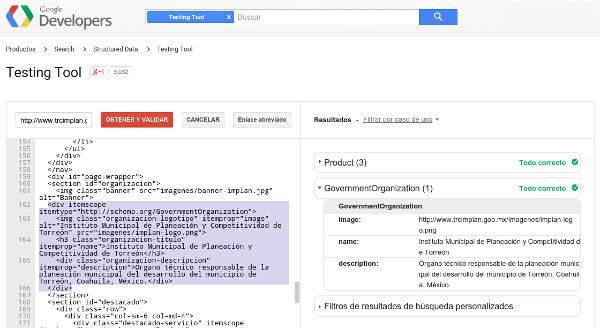 Google
Developers
Testing Tool X Buscar
Productos > Search > Structured Data > Testing Tool
Testing Tool g+1 3.032
http://www.trcimplan.g OBTENER Y VALIDAR CANCELAR Enlace abreviado
Resultados - Filtrar por caso de uso
154 </li>
155 </ul>
156 </div>
157 </div>
158 </nav>
159 <div id="page-wrapper">
160 <section id="organizacion">
161 <img class="banner" src="imagenes/banner-implan.jpg"
alt="Banner">
162 <div itemscope
itemtype="http://schema.org/GovernmentOrganization">
163 <img class="organizacion-logotipo" itemprop="image"
alt="Instituto Municipal de Planeación y Competitividad de
Torreón" src="imagenes/implan-logo.png">
164 <h3 class="organizacion-titulo"
itemprop="name">Instituto Municipal de Planeación y
Competitividad de Torreón</h3>
165 <div class="organizacion-descripcion"
itemprop="description">Órgano técnico responsable de la
planeación municipal del desarrollo del municipio de
Torreón, Coahuila, México.</div>
166 </div>
167 </section>
168 <section id="destacado">
169 <div class="row">
170 <div class="col-sm-6 col-md-4">
171 <div class="destacado-servicio" itemscope
Product (3) Todo correcto
GovernmentOrganization (1) Todo correcto
GovernmentOrganization
image: http://www.trcimplan.gob.mx/imagenes/implan-log
o.png
name: Instituto Municipal de Planeación y Competitividad d
e Torreón
description: Órgano técnico responsable de la planeación munic
ipal del desarrollo del municipio de Torreón, Coahuil
a, México.
Filtros de resultados de búsqueda personalizados